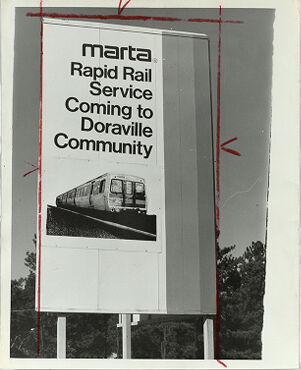 marta®
Rapid Rail
Service
Coming to
Doraville
Community